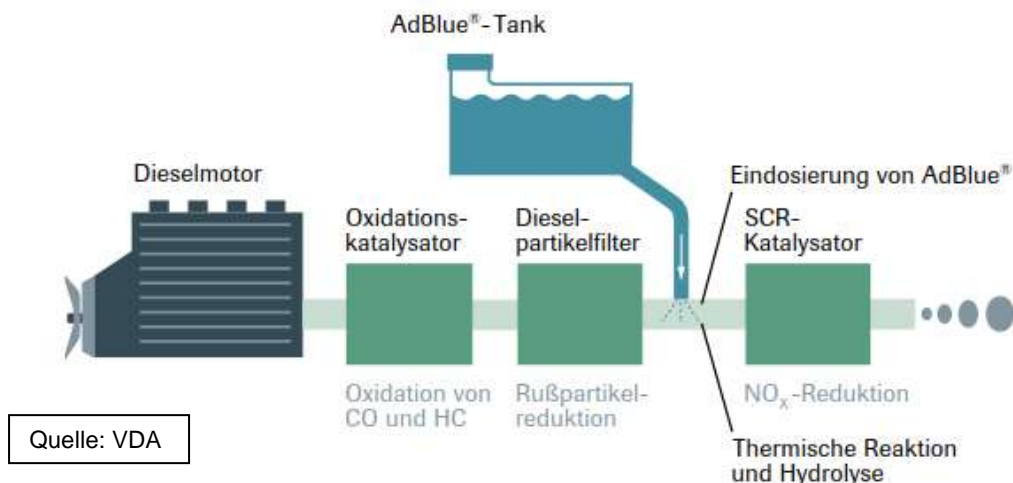 AdBlue®-Tank
Dieselmotor
Eindosierung von AdBlue®
Oxidations-
katalysator
Diesel-
partikelfilter
SCR-
Katalysator
Oxidation von
CO und HC
Rußpartikel-
reduktion
NOx-Reduktion
Quelle: VDA
Thermische Reaktion
und Hydrolyse